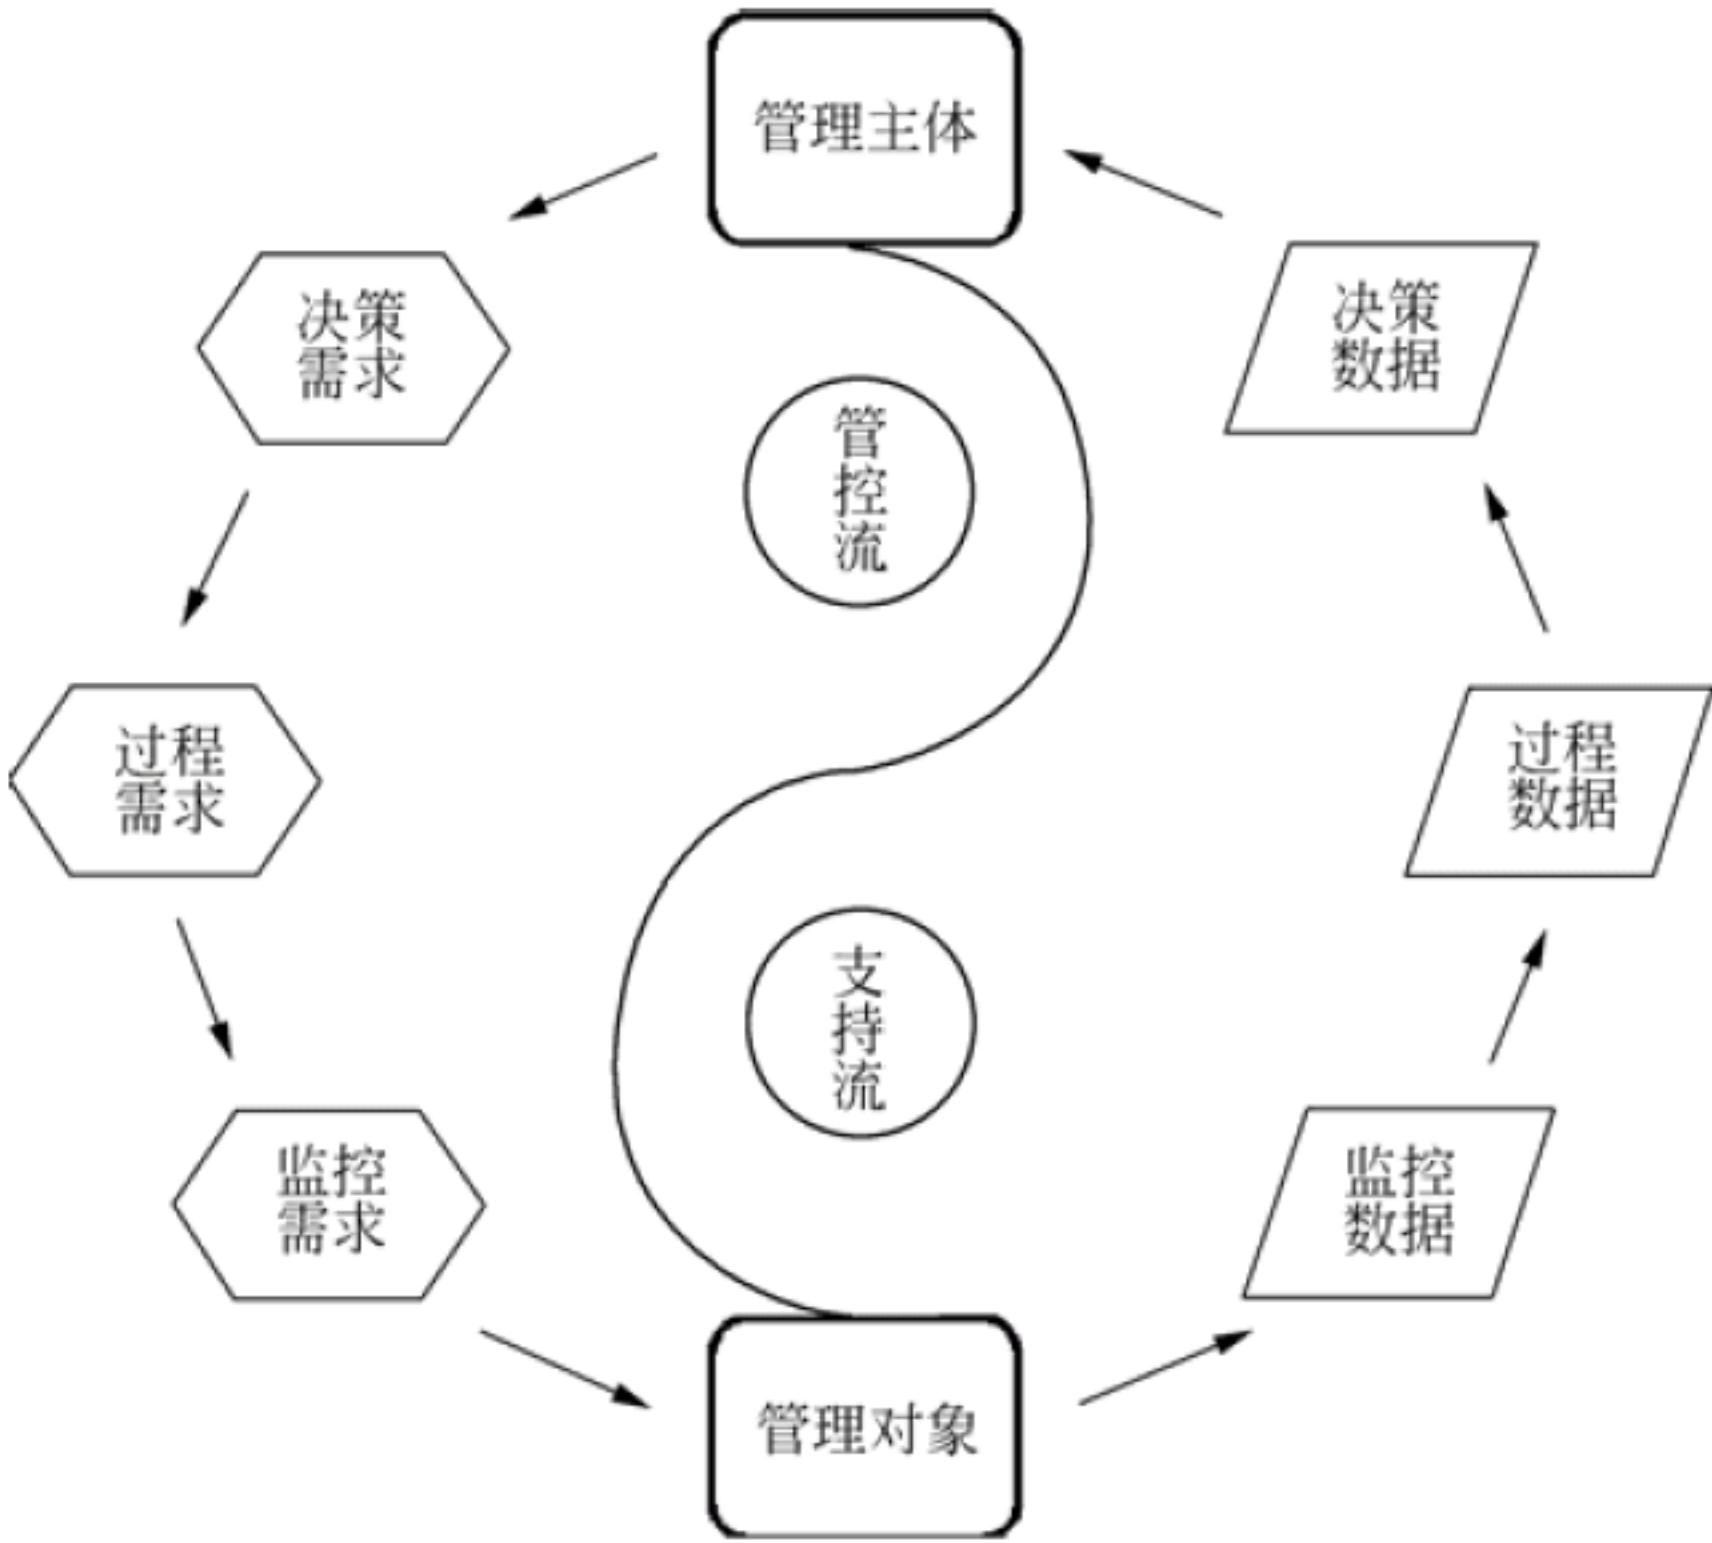 管理主体
决策
需求
决策
数据
管
控
流
过程
需求
过程
数据
支
持
流
监控
需求
监控
数据
管理对象